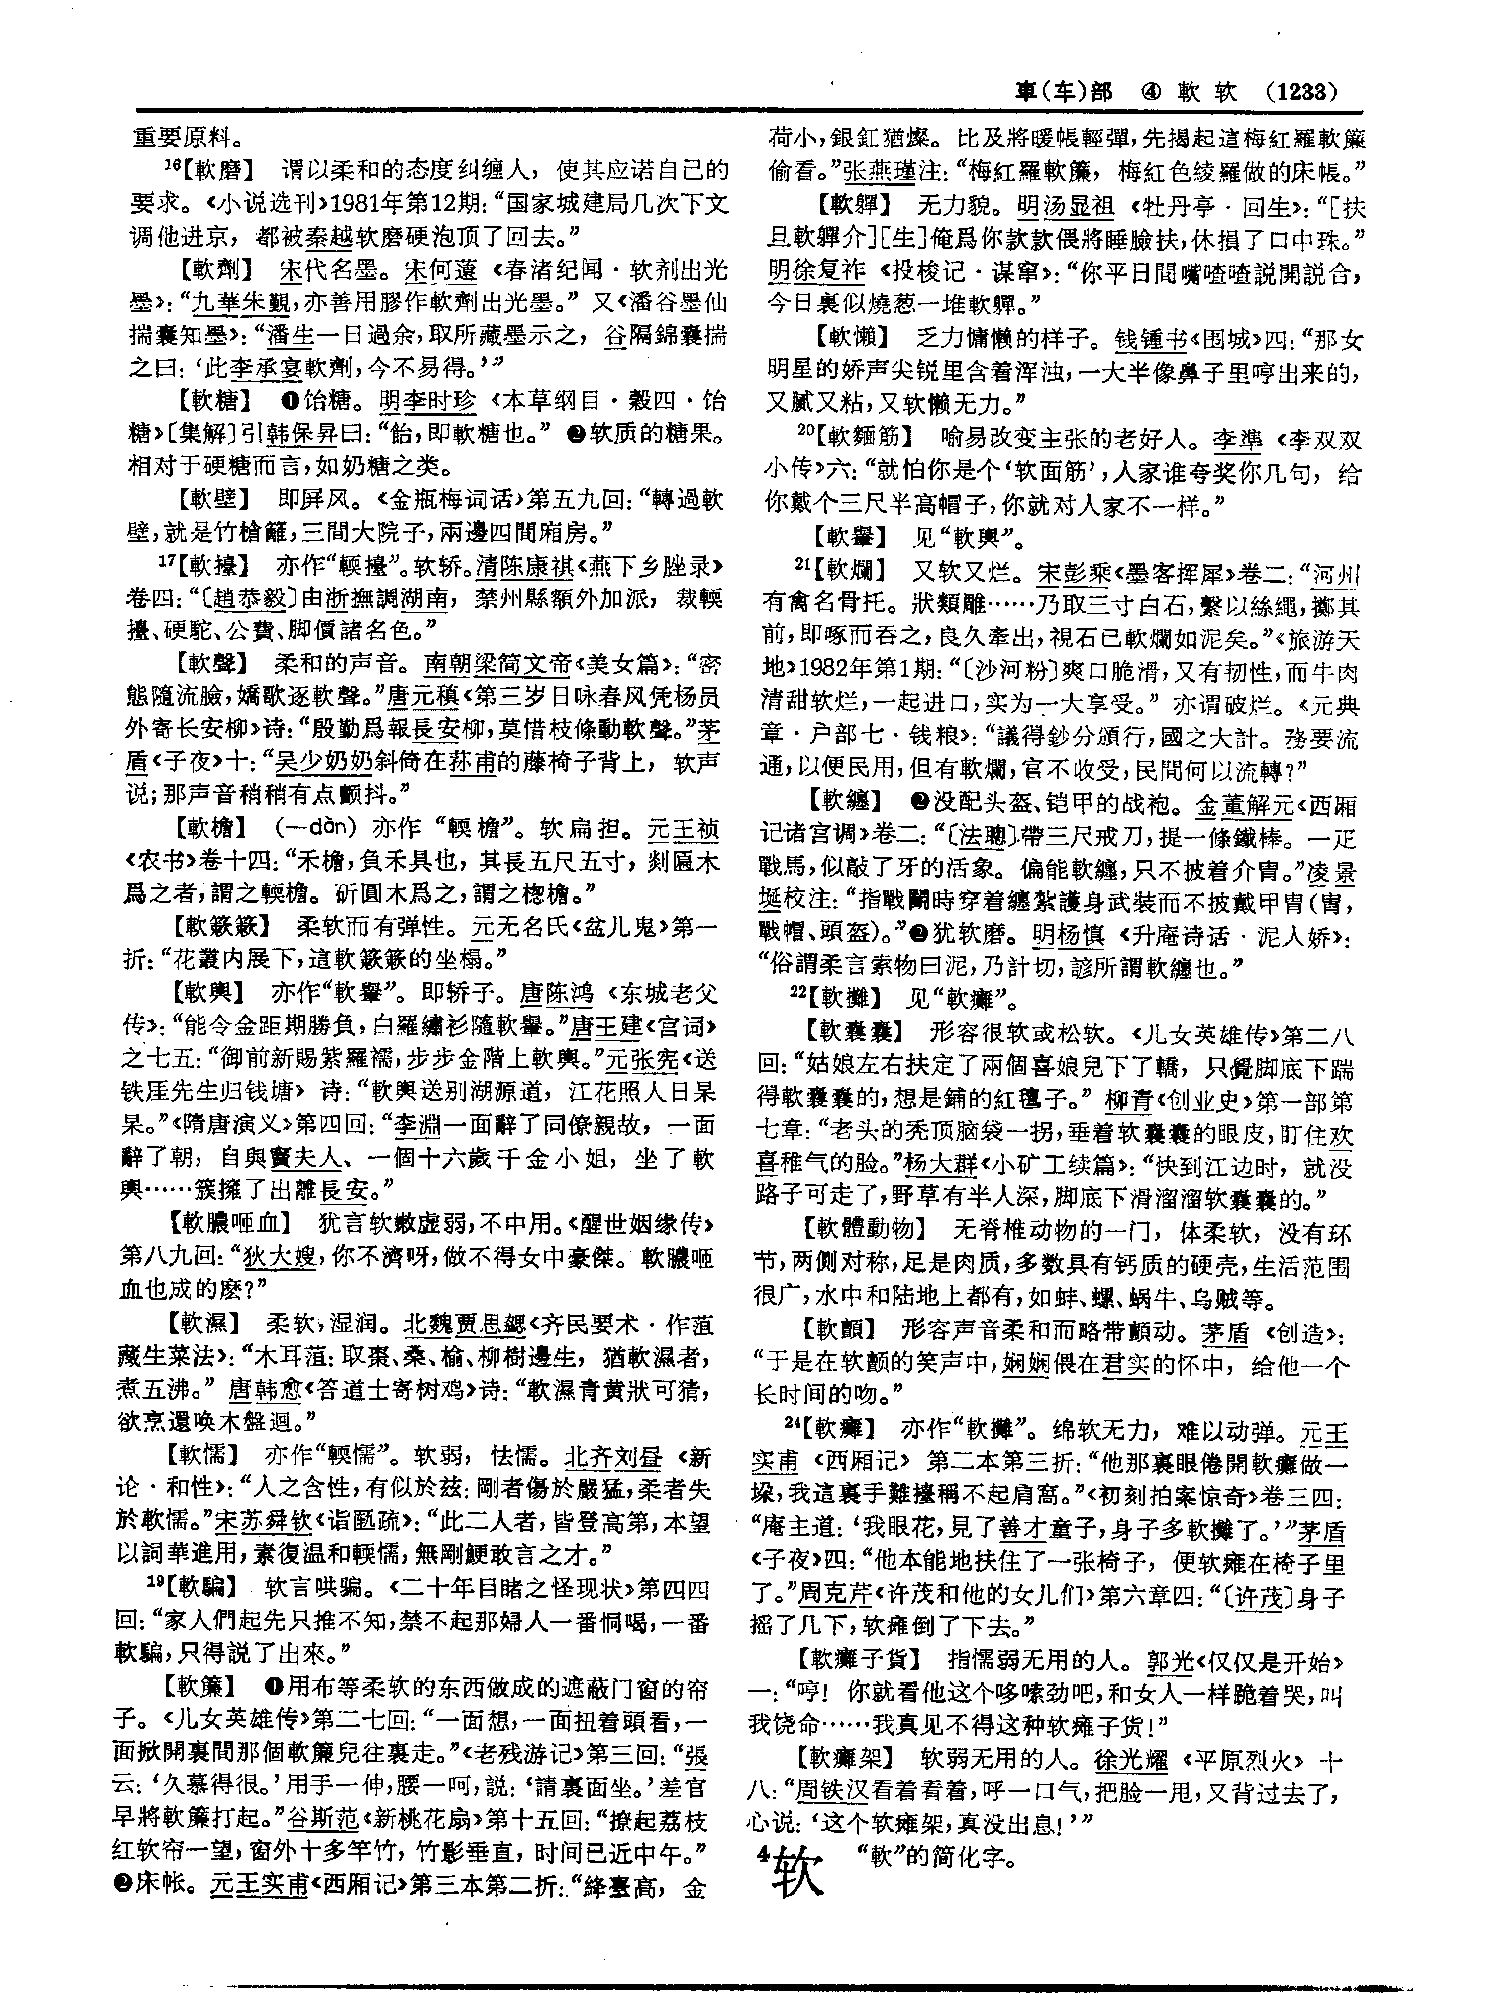 車(车)部 ④ 軟 软 (1233)
重要原料。
¹⁶【軟磨】 谓以柔和的态度纠缠人，使其应诺自己的
要求。《小说选刊》1981年第12期：“国家城建局几次下文
调他进京，都被秦越软磨硬泡顶了回去。”
【軟劑】 宋代名墨。宋何薳《春渚纪闻·软剂出光
墨》：“九華朱覲，亦善用膠作軟劑出光墨。” 又《潘谷墨仙
揣囊知墨》：“潘生一日過余，取所藏墨示之，谷隔錦囊揣
之曰：‘此李承宴軟劑，今不易得。’”
【軟糖】 ❶饴糖。明李时珍《本草纲目·穀四·饴
糖》〔集解〕引韩保昇曰：“飴，即軟糖也。” ❷软质的糖果。
相对于硬糖而言，如奶糖之类。
【軟壁】 即屏风。《金瓶梅词话》第五九回：“轉過軟
壁，就是竹槍籬，三間大院子，兩邊四間廂房。”
¹⁷【軟擡】 亦作“輭擡”。软轿。清陈康祺《燕下乡脞录》
卷四：“〔趙恭毅〕由浙撫調湖南，禁州縣額外加派，裁輭
擡、硬駝、公費、脚價諸名色。”
【軟聲】 柔和的声音。南朝梁简文帝《美女篇》：“密
態隨流臉，嬌歌逐軟聲。”唐元稹《第三岁日咏春风凭杨员
外寄长安柳》诗：“殷勤爲報長安柳，莫惜枝條動軟聲。”茅
盾《子夜》十：“吴少奶奶斜倚在荪甫的藤椅子背上，软声
说；那声音稍稍有点颤抖。”
【軟檐】 (—dàn) 亦作“輭檐”。软扁担。元王祯
《农书》卷十四：“禾檐，負禾具也，其長五尺五寸，剡匾木
爲之者，謂之輭檐。斫圓木爲之，謂之楤檐。”
【軟簌簌】 柔软而有弹性。元无名氏《盆儿鬼》第一
折：“花叢内展下，這軟簌簌的坐榻。”
【軟輿】 亦作“軟轝”。即轿子。唐陈鸿《东城老父
传》：“能令金距期勝負，白羅繡衫隨軟轝。”唐王建《宫词》
之七五：“御前新賜紫羅襦，步步金階上軟輿。”元张宪《送
铁厓先生归钱塘》诗：“軟輿送别湖源道，江花照人日杲
杲。”《隋唐演义》第四回：“李淵一面辭了同僚親故，一面
辭了朝，自與竇夫人、一個十六歲千金小姐，坐了軟
輿……簇擁了出離長安。”
【軟膿咂血】 犹言软嫩虚弱，不中用。《醒世姻缘传》
第八九回：“狄大嫂，你不濟呀，做不得女中豪傑。軟膿咂
血也成的麽?”
【軟濕】 柔软，湿润。北魏贾思勰《齐民要术·作菹
藏生菜法》：“木耳菹：取棗、桑、榆、柳樹邊生，猶軟濕者，
煮五沸。” 唐韩愈《答道士寄树鸡》诗：“軟濕青黄狀可猜，
欲烹還唤木盤迴。”
【軟懦】 亦作“輭懦”。软弱，怯懦。北齐刘昼《新
论·和性》：“人之含性，有似於兹：剛者傷於嚴猛，柔者失
於軟懦。”宋苏舜钦《诣匦疏》：“此二人者，皆登高第，本望
以詞華進用，素復温和輭懦，無剛鯁敢言之才。”
¹⁹【軟騙】 软言哄骗。《二十年目睹之怪现状》第四四
回：“家人們起先只推不知，禁不起那婦人一番恫喝，一番
軟騙，只得説了出來。”
【軟簾】 ❶用布等柔软的东西做成的遮蔽门窗的帘
子。《儿女英雄传》第二七回：“一面想，一面扭着頭看，一
面掀開裏間那個軟簾兒往裏走。”《老残游记》第三回：“張
云：‘久慕得很。’用手一伸，腰一呵，説：‘請裏面坐。’差官
早將軟簾打起。”谷斯范《新桃花扇》第十五回：“撩起荔枝
红软帘一望，窗外十多竿竹，竹影垂直，时间已近中午。”
❷床帐。元王实甫《西厢记》第三本第二折：“絳臺高，金
荷小，銀釭猶燦。比及將暖帳輕彈，先揭起這梅紅羅軟簾
偷看。”张燕瑾注：“梅紅羅軟簾，梅紅色綾羅做的床帳。”
【軟軃】 无力貌。明汤显祖《牡丹亭·回生》：“[扶
旦軟軃介][生]俺爲你款款偎將睡臉扶，休損了口中珠。”
明徐复祚《投梭记·谋窜》：“你平日間嘴喳喳説開説合，
今日裏似燒葱一堆軟軃。”
【軟懶】 乏力慵懒的样子。钱锺书《围城》四：“那女
明星的娇声尖锐里含着浑浊，一大半像鼻子里哼出来的，
又腻又粘，又软懒无力。”
²⁰【軟麵筋】 喻易改变主张的老好人。李準《李双双
小传》六：“就怕你是个‘软面筋’，人家谁夸奖你几句，给
你戴个三尺半高帽子，你就对人家不一样。”
【軟轝】 见“軟輿”。
²¹【軟爛】 又软又烂。宋彭乘《墨客挥犀》卷二：“河州
有禽名骨托。狀類雕……乃取三寸白石，繫以絲繩，擲其
前，即啄而吞之，良久牽出，視石已軟爛如泥矣。”《旅游天
地》1982年第1期：“〔沙河粉〕爽口脆滑，又有韧性，而牛肉
清甜软烂，一起进口，实为一大享受。” 亦谓破烂。《元典
章·户部七·钱粮》：“議得鈔分頒行，國之大計。務要流
通，以便民用，但有軟爛，官不收受，民間何以流轉?”
【軟纏】 ❷没配头盔、铠甲的战袍。金董解元《西厢
记诸宫调》卷二：“〔法聰〕帶三尺戒刀，提一條鐵棒。一疋
戰馬，似敲了牙的活象。偏能軟纏，只不披着介胄。”凌景
埏校注：“指戰鬭時穿着纏紮護身武裝而不披戴甲胄(胄，
戰帽、頭盔)。”❷犹软磨。明杨慎《升庵诗话·泥人娇》：
“俗謂柔言索物曰泥，乃計切，諺所謂軟纏也。”
²²【軟攤】 见“軟癱”。
【軟囊囊】 形容很软或松软。《儿女英雄传》第二八
回：“姑娘左右扶定了兩個喜娘兒下了轎，只覺脚底下踹
得軟囊囊的，想是鋪的紅氊子。” 柳青《创业史》第一部第
七章：“老头的秃顶脑袋一拐，垂着软囊囊的眼皮，盯住欢
喜稚气的脸。”杨大群《小矿工续篇》：“快到江边时，就没
路子可走了，野草有半人深，脚底下滑溜溜软囊囊的。”
【軟體動物】 无脊椎动物的一门，体柔软，没有环
节，两侧对称，足是肉质，多数具有钙质的硬壳，生活范围
很广，水中和陆地上都有，如蚌、螺、蜗牛、乌贼等。
【軟顫】 形容声音柔和而略带颤动。茅盾《创造》：
“于是在软颤的笑声中，娴娴偎在君实的怀中，给他一个
长时间的吻。”
²⁴【軟癱】 亦作“軟攤”。绵软无力，难以动弹。元王
实甫《西厢记》第二本第三折：“他那裏眼倦開軟癱做一
垛，我這裏手難擡稱不起肩窩。”《初刻拍案惊奇》卷三四：
“庵主道：‘我眼花，見了善才童子，身子多軟攤了。’”茅盾
《子夜》四：“他本能地扶住了一张椅子，便软瘫在椅子里
了。”周克芹《许茂和他的女儿们》第六章四：“〔许茂〕身子
摇了几下，软瘫倒了下去。”
【軟癱子貨】 指懦弱无用的人。郭光《仅仅是开始》
一：“哼! 你就看他这个哆嗦劲吧，和女人一样跪着哭，叫
我饶命……我真见不得这种软瘫子货!”
【軟癱架】 软弱无用的人。徐光耀《平原烈火》十
八：“周铁汉看着看着，呼一口气，把脸一甩，又背过去了，
心说：‘这个软瘫架，真没出息!’”
⁴软 “軟”的简化字。